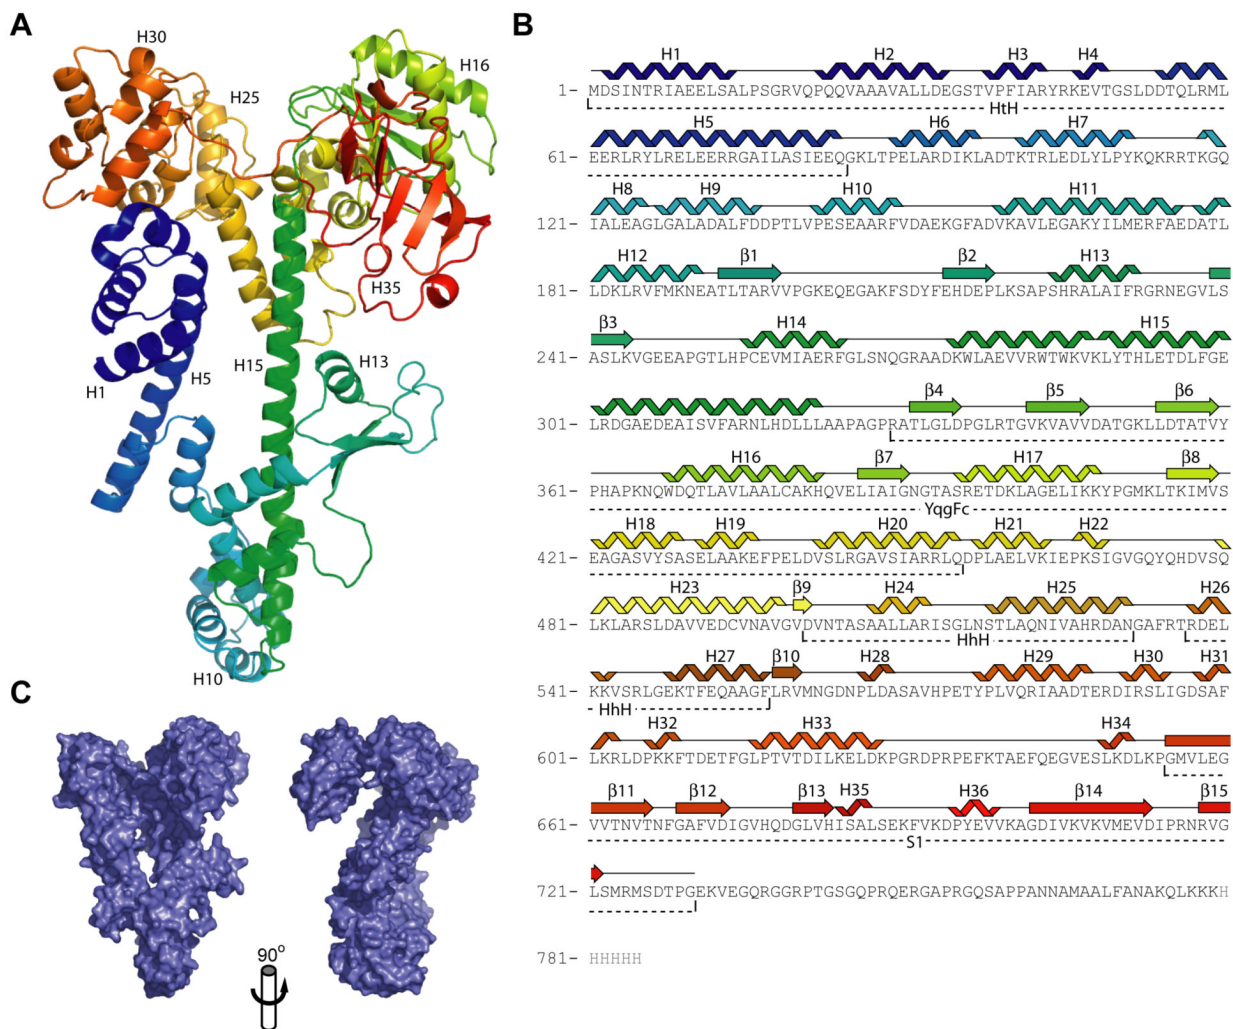 A
H30
H16
H25
H35
H15
H13
H5
H1
H10
C
90°
B
H1 H2 H3 H4
1- MDSINTRIAEELSALPSGRVQPQQVAAAVALLDEGSTVPFIARYRKEVTGSLDDTQLRML
HtH
H5 H6 H7
61- EERLRYLRELEERRGAILASIEEQGKLTPELARDIKLADTKTRLEDLYLPYKQKRRTKGQ
H8 H9 H10 H11
121- IALEAGLGALADALFDDPTLVPESEAARFVDAEKGFADVKAVLEGAKYILMERFAEDATL
H12 β1 β2 H13
181- LDKLRVFMKNEATLTARVVPGKEQEGAKFSDYFEHDEPLKSAPSHRALAIFRGRNEGVLS
β3 H14 H15
241- ASLKVGEEAPGTLHPCEVMIAERFGLSNQGRAADKWLAEVVRWTWKVKLYTHLETDLFGE
β4 β5 β6
301- LRDGAEDEAISVFARNLHDLLLAAPAGPRATLGLDPGLRTGVKVAVVDATGKLLDTATVY
H16 β7 H17 β8
361- PHAPKNQWDQTLAVLAALCAKHQVELIAIGNGTASRETDKLAGELIKKYPGMKLTKIMVS
YqgFc
H18 H19 H20 H21 H22
421- EAGASVYSASELAAKEFPELDVSLRGAVSIARRLQDPLAELVKIEPKSIGVGQYQHDVSQ
H23 β9 H24 H25 H26
481- LKLARSLDAVVEDCVNAVGVDVNTASAALLARISGLNSTLAQNIVAHRDANGAFRTRDEL
HhH
H27 β10 H28 H29 H30 H31
541- KKVSRLGEKTFEQAAGFLRVMNGDNPLDASAVHPETYPLVQRIAADTERDIRSLIGDSAF
HhH
H32 H33 H34
601- LKRLDPKKFTDETFGLPTVTDILKELDKPGRDPRPEFKTAEFQEGVESLKDLKPGMVLEG
β11 β12 β13 H35 H36 β14 β15
661- VVTNVTNFGAFVDIGVHQDGLVHISALSEKFVKDPYEVVKAGDIVKVKVMEVDIPRNRVG
S1
721- LSMRMSDTPGEKVEGQRGGRPTGSGQPRQERGAPRGQSAPPANNAMAALFANAKQLKKKH
781- HHHHH